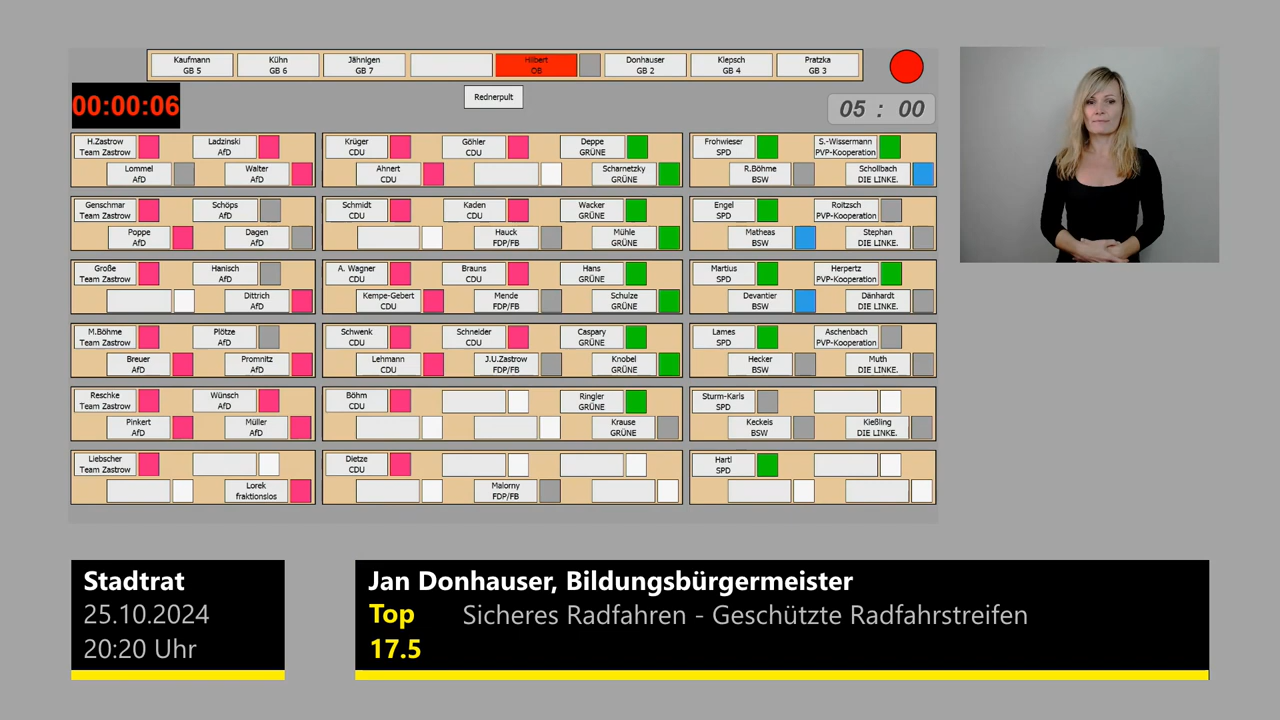 Kaufmann
GB 5
Kühn
GB 6
Jähnigen
GB 7
Hilbert
OB
Donhauser
GB 2
Klepsch
GB 4
Pratzka
GB 3
00:00:06
Rednerpult
05 : 00
H.Zastrow
Team Zastrow
Ladzinski
AfD
Lommel
AfD
Walter
AfD
Krüger
CDU
Göhler
CDU
Deppe
GRÜNE
Ahnert
CDU
Scharnetzky
GRÜNE
Frohwieser
SPD
S.-Wissermann
PVP-Kooperation
R.Böhme
BSW
Schollbach
DIE LINKE.
Genschmar
Team Zastrow
Schöps
AfD
Poppe
AfD
Dagen
AfD
Schmidt
CDU
Kaden
CDU
Wacker
GRÜNE
Hauck
FDP/FB
Mühle
GRÜNE
Engel
SPD
Roitzsch
PVP-Kooperation
Matheas
BSW
Stephan
DIE LINKE.
Große
Team Zastrow
Hanisch
AfD
Dittrich
AfD
A. Wagner
CDU
Brauns
CDU
Hans
GRÜNE
Kempe-Gebert
CDU
Mende
FDP/FB
Schulze
GRÜNE
Martius
SPD
Herpertz
PVP-Kooperation
Devantier
BSW
Dänhardt
DIE LINKE.
M.Böhme
Team Zastrow
Plötze
AfD
Breuer
AfD
Promnitz
AfD
Schwenk
CDU
Schneider
CDU
Caspary
GRÜNE
Lehmann
CDU
J.U.Zastrow
FDP/FB
Knobel
GRÜNE
Lames
SPD
Aschenbach
PVP-Kooperation
Hecker
BSW
Muth
DIE LINKE.
Reschke
Team Zastrow
Wünsch
AfD
Pinkert
AfD
Müller
AfD
Böhm
CDU
Ringler
GRÜNE
Krause
GRÜNE
Sturm-Karls
SPD
Keckeis
BSW
Kießling
DIE LINKE.
Liebscher
Team Zastrow
Lorek
fraktionslos
Dietze
CDU
Malorny
FDP/FB
Hartl
SPD
Stadtrat
25.10.2024
20:20 Uhr
Jan Donhauser, Bildungsbürgermeister
Top Sicheres Radfahren - Geschützte Radfahrstreifen
17.5